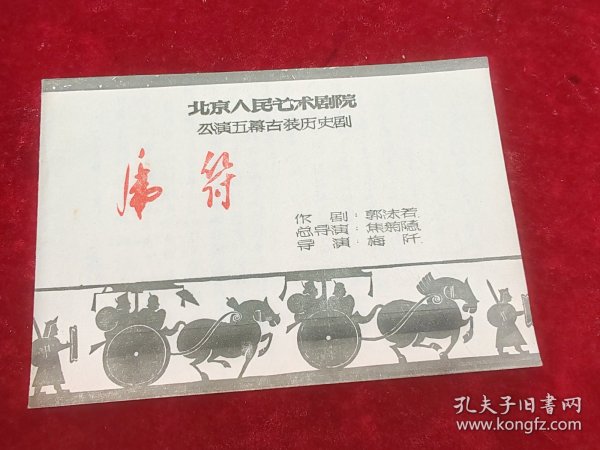 北京人民艺术剧院
公演五幕古装历史剧
虎符
作 剧:郭沫若
总导演:焦菊隐
导 演:梅 阡
孔夫子旧书网
www.kongfz.com